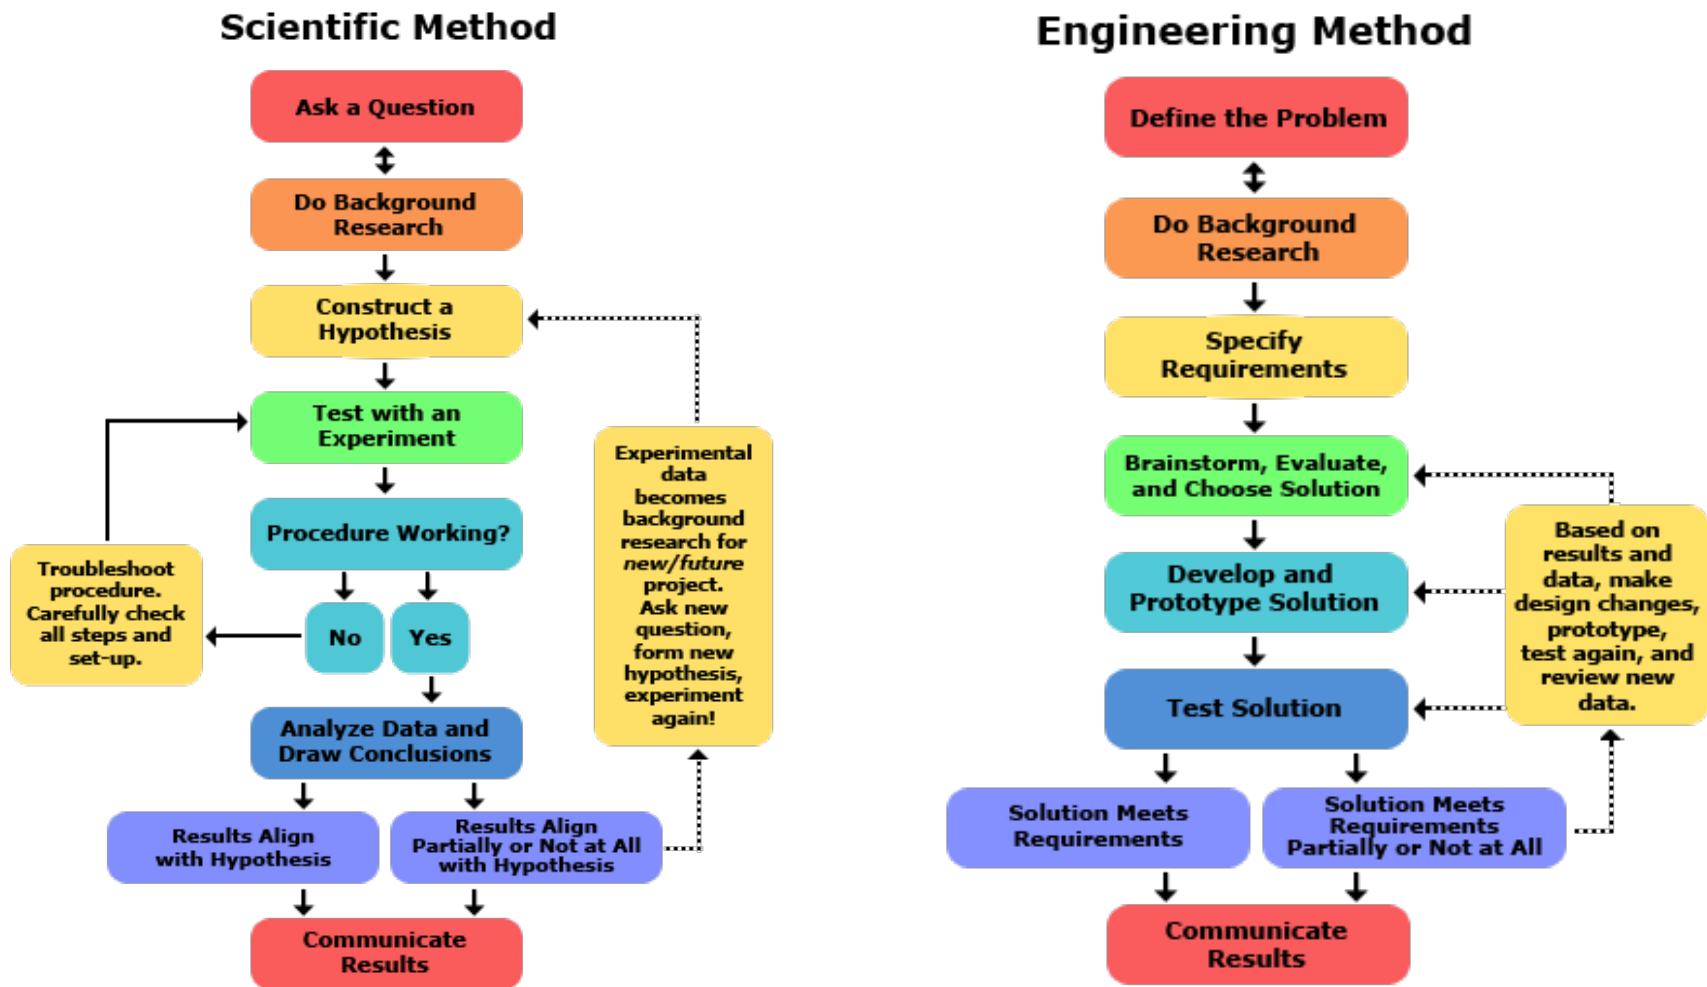 Scientific Method
Ask a Question
Do Background
Research
Construct a
Hypothesis
Test with an
Experiment
Procedure Working?
No
Yes
Troubleshoot
procedure.
Carefully check
all steps and
set-up.
Analyze Data and
Draw Conclusions
Results Align
with Hypothesis
Results Align
Partially or Not at All
with Hypothesis
Experimental
data
becomes
background
research for
new/future
project.
Ask new
question,
form new
hypothesis,
experiment
again!
Communicate
Results
Engineering Method
Define the Problem
Do Background
Research
Specify
Requirements
Brainstorm, Evaluate,
and Choose Solution
Develop and
Prototype Solution
Test Solution
Based on
results and
data, make
design changes,
prototype,
test again, and
review new
data.
Solution Meets
Requirements
Solution Meets
Requirements
Partially or Not at All
Communicate
Results